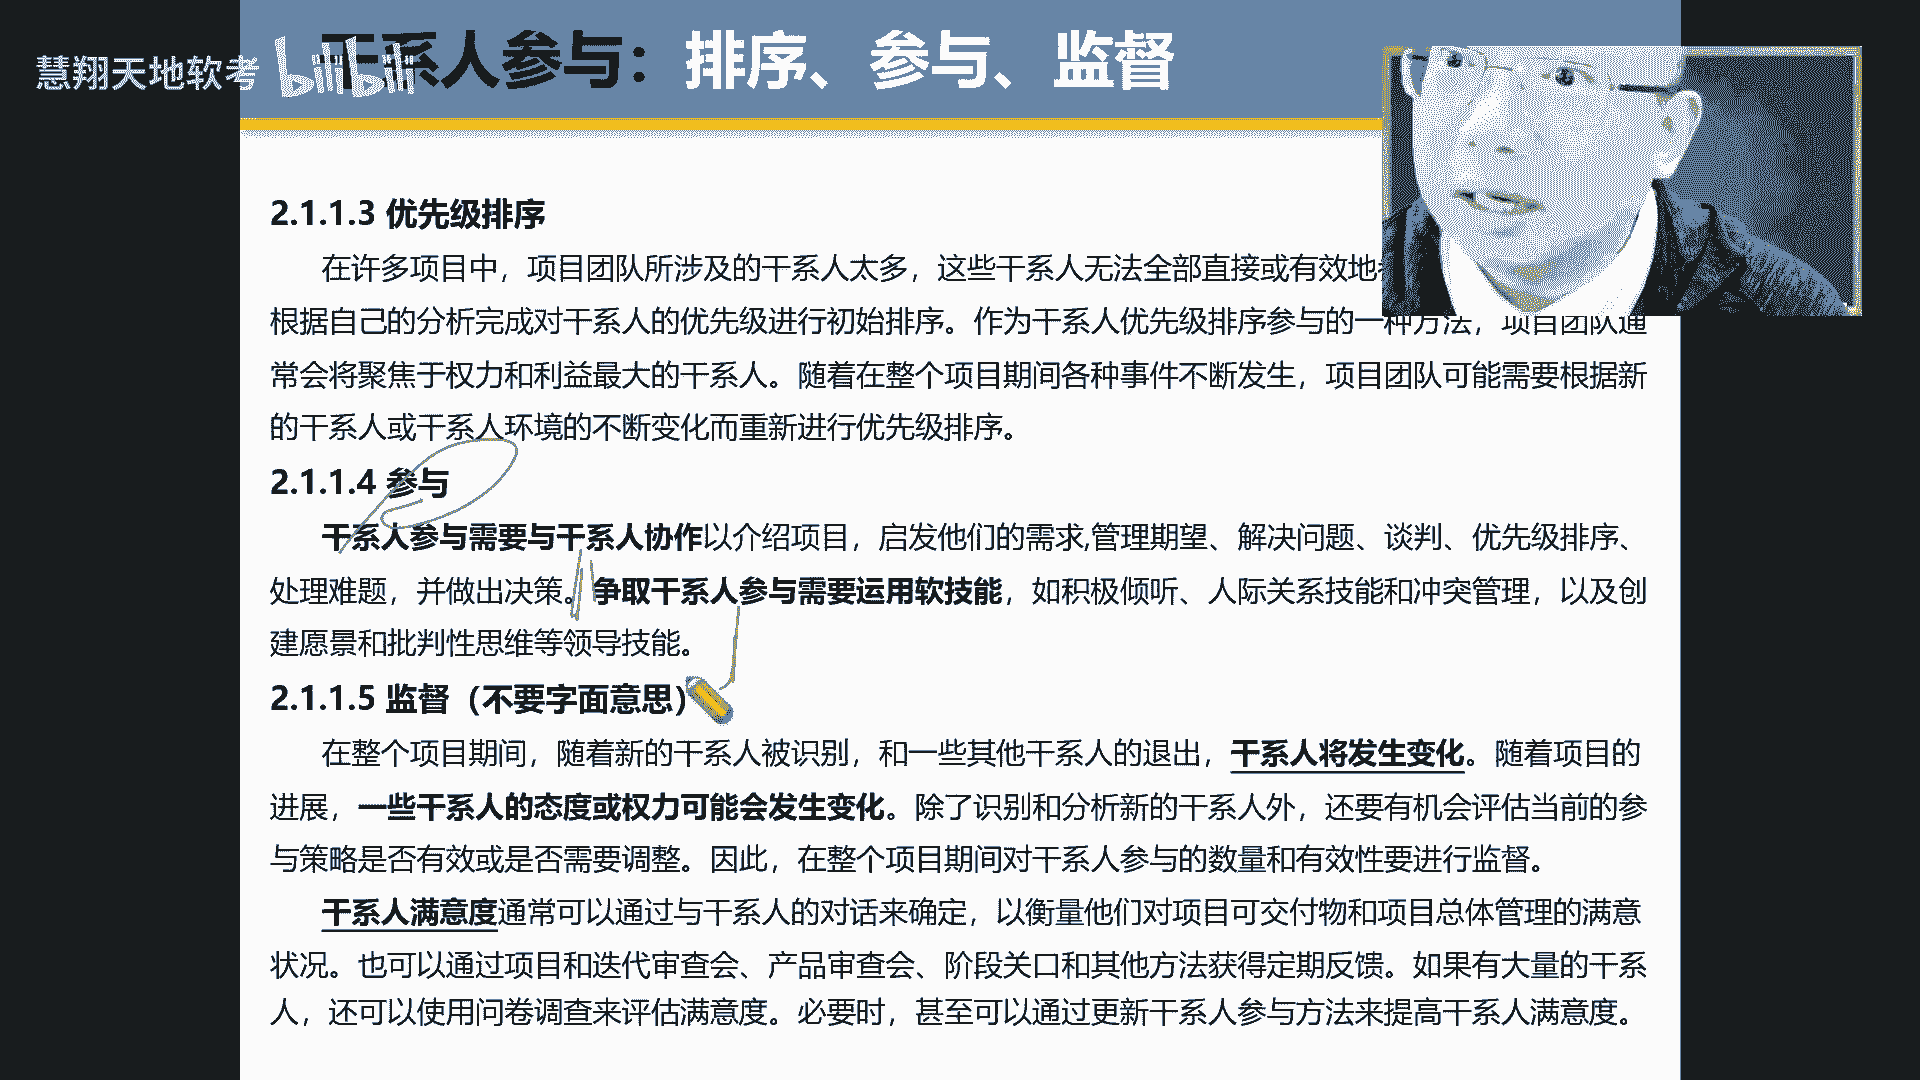 慧翔天地软考
bilibili
干系人参与：排序、参与、监督
2.1.1.3 优先级排序
在许多项目中，项目团队所涉及的干系人太多，这些干系人无法全部直接或有效地
根据自己的分析完成对干系人的优先级进行初始排序。作为干系人优先级排序参与的一种方法，项目团队通
常会将聚焦于权力和利益最大的干系人。随着在整个项目期间各种事件不断发生，项目团队可能需要根据新
的干系人或干系人环境的不断变化而重新进行优先级排序。
2.1.1.4 参与
干系人参与需要与干系人协作以介绍项目，启发他们的需求,管理期望、解决问题、谈判、优先级排序、
处理难题，并做出决策。争取干系人参与需要运用软技能，如积极倾听、人际关系技能和冲突管理，以及创
建愿景和批判性思维等领导技能。
2.1.1.5 监督（不要字面意思）
在整个项目期间，随着新的干系人被识别，和一些其他干系人的退出，干系人将发生变化。随着项目的
进展，一些干系人的态度或权力可能会发生变化。除了识别和分析新的干系人外，还要有机会评估当前的参
与策略是否有效或是否需要调整。因此，在整个项目期间对干系人参与的数量和有效性要进行监督。
干系人满意度通常可以通过与干系人的对话来确定，以衡量他们对项目可交付物和项目总体管理的满意
状况。也可以通过项目和迭代审查会、产品审查会、阶段关口和其他方法获得定期反馈。如果有大量的干系
人，还可以使用问卷调查来评估满意度。必要时，甚至可以通过更新干系人参与方法来提高干系人满意度。